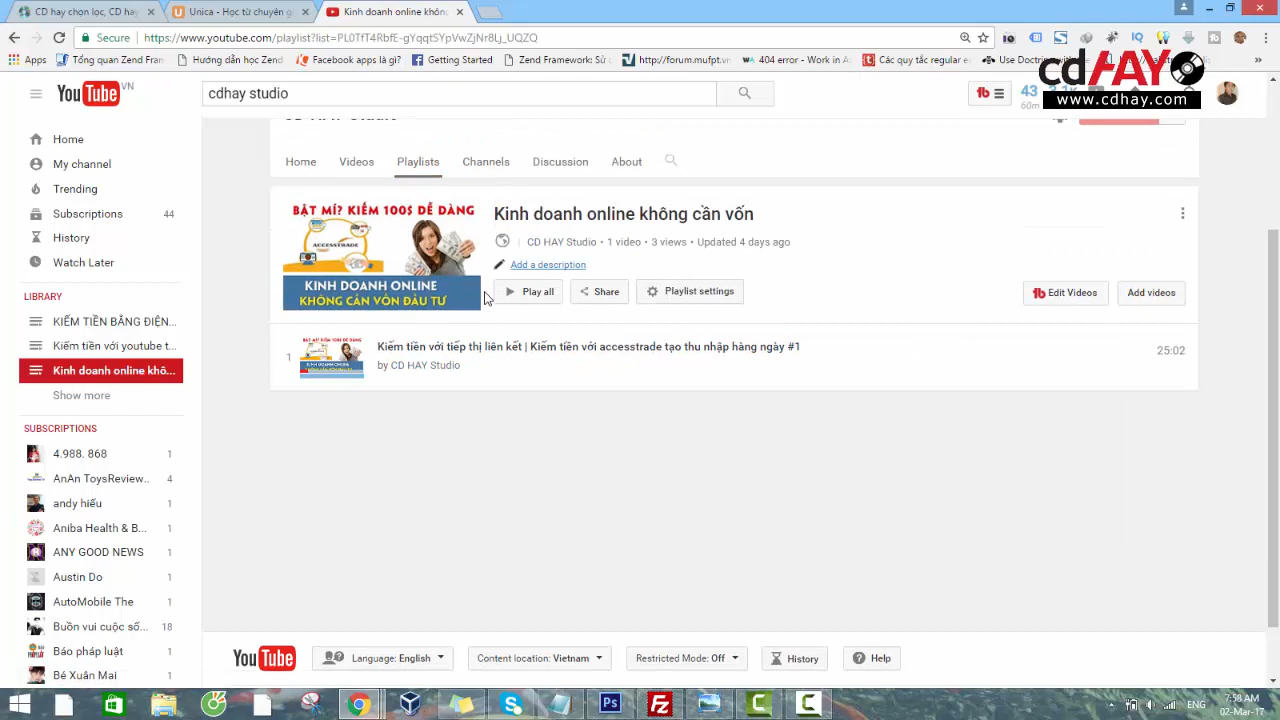 CD hay chọn lọc, CD hay
Unica - Học từ chuyên g
Kinh doanh online khôn
Secure
https://www.youtube.com/playlist?list=PL0TfT4RbfE-gYqqtSYpVwZjNr8Lj_UQZQ
Apps
Tổng Quan Zend Fram
Hướng dẫn học Zend
Facebook app là gì?
Getting Started
Zend Framework: Sử
http://forum.mufpt.vn
404 error - Work in A
Các quy tắc regular e
Use Doctrine with
cdHAY
www.cdhay.com
YouTube VN
cdhay studio
43
60m
Home
My channel
Trending
Subscriptions 44
History
Watch Later
LIBRARY
KIẾM TIỀN BẰNG ĐIỆN...
Kiếm tiền với youtube t...
Kinh doanh online khô...
Show more
SUBSCRIPTIONS
4.988. 868 1
AnAn ToysReview.. 4
andy hiếu 1
Aniba Health & B... 1
ANY GOOD NEWS 1
Austin Do 1
AutoMobile The 1
Buồn vui cuộc số... 18
Báo pháp luật 1
Bé Xuân Mai 1
Home
Videos
Playlists
Channels
Discussion
About
BẬT MÍ? KIẾM 100$ DỄ DÀNG
ACCESSTRADE
KINH DOANH ONLINE
KHÔNG CẦN VỐN ĐẦU TƯ
Kinh doanh online không cần vốn
CD HAY Studio • 1 video • 3 views • Updated 4 days ago
Add a description
Play all
Share
Playlist settings
Edit Videos
Add videos
1
Kiếm tiền với tiếp thị liên kết | Kiếm tiền với accesstrade tạo thu nhập hàng ngày #1
by CD HAY Studio
25:02
YouTube
Language: English
Content location: Vietnam
Restricted Mode: Off
History
Help
ENG
7:58 AM
02-Mar-17